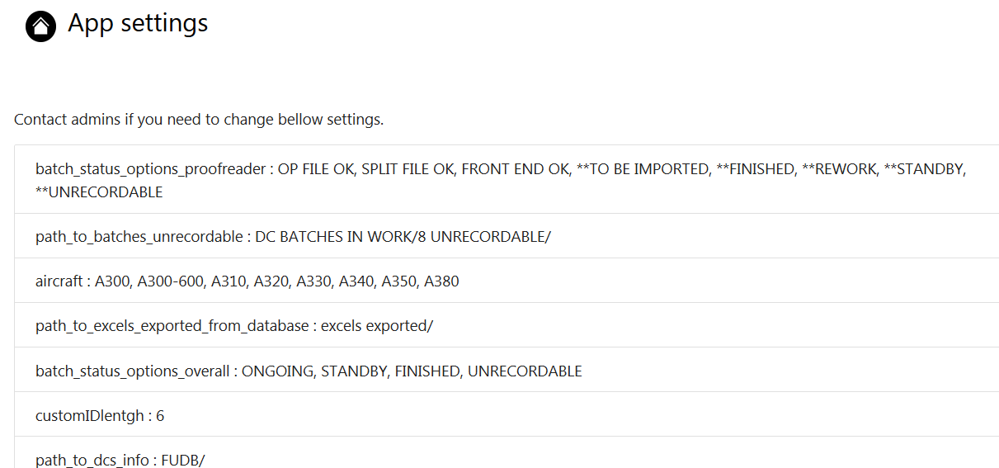 App settings
Contact admins if you need to change bellow settings.
batch_status_options_proofreader : OP FILE OK, SPLIT FILE OK, FRONT END OK, **TO BE IMPORTED, **FINISHED, **REWORK, **STANDBY,
**UNRECORDABLE
path_to_batches_unrecordable : DC BATCHES IN WORK/8 UNRECORDABLE/
aircraft : A300, A300-600, A310, A320, A330, A340, A350, A380
path_to_excels_exported_from_database : excels exported/
batch_status_options_overall : ONGOING, STANDBY, FINISHED, UNRECORDABLE
customIDlentgh : 6
path_to_dcs_info : FUDB/